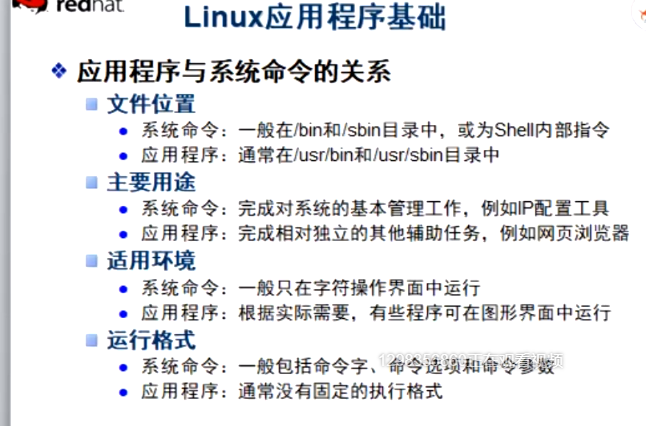 redhat.
Linux应用程序基础
应用程序与系统命令的关系
文件位置
系统命令：一般在/bin和/sbin目录中，或为Shell内部指令
应用程序：通常在/usr/bin和/usr/sbin目录中
主要用途
系统命令：完成对系统的基本管理工作，例如IP配置工具
应用程序：完成相对独立的其他辅助任务，例如网页浏览器
适用环境
系统命令：一般只在字符操作界面中运行
应用程序：根据实际需要，有些程序可在图形界面中运行
运行格式
系统命令：一般包括命令字、命令选项和命令参数
正在观看视频
应用程序：通常没有固定的执行格式